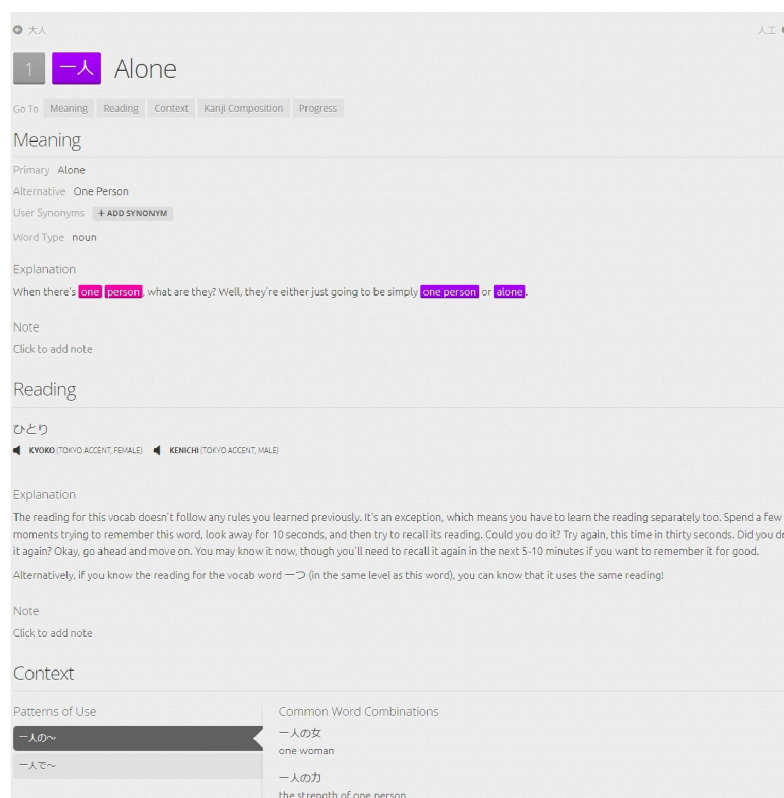 大人
人工
1 一人 Alone
Go To Meaning Reading Context Kanji Composition Progress
Meaning
Primary Alone
Alternative One Person
User Synonyms + ADD SYNONYM
Word Type noun
Explanation
When there's one person, what are they? Well, they're either just going to be simply one person or alone.
Note
Click to add note
Reading
ひとり
KYOKO (TOKYO ACCENT, FEMALE) KENICHI (TOKYO ACCENT, MALE)
Explanation
The reading for this vocab doesn't follow any rules you learned previously. It's an exception, which means you have to learn the reading separately too. Spend a few
moments trying to remember this word, look away for 10 seconds, and then try to recall its reading. Could you do it? Try again, this time in thirty seconds. Did you do
it again? Okay, go ahead and move on. You may know it now, though you'll need to recall it again in the next 5-10 minutes if you want to remember it for good.
Alternatively, if you know the reading for the vocab word 一つ (in the same level as this word), you can know that it uses the same reading!
Note
Click to add note
Context
Patterns of Use
一人の〜
一人で〜
Common Word Combinations
一人の女
one woman
一人の力
the strength of one person